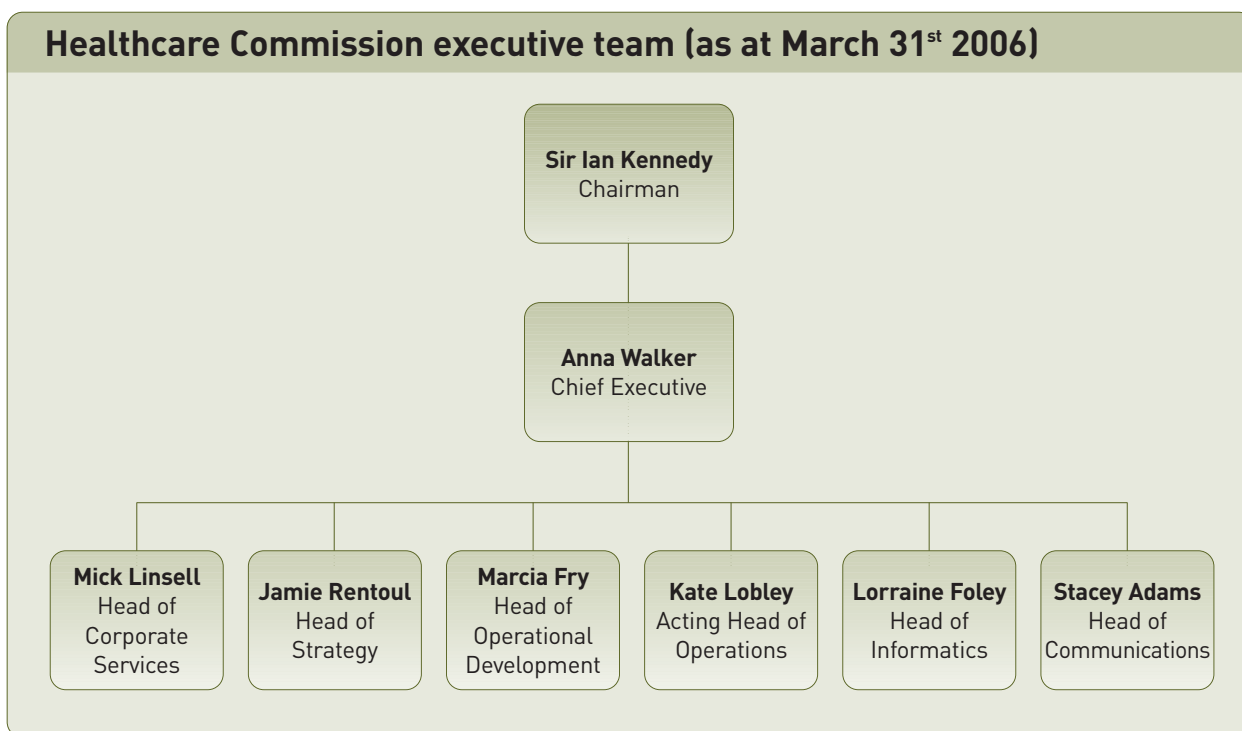 Healthcare Commission executive team (as at March 31st 2006)
Sir Ian Kennedy
Chairman
Anna Walker
Chief Executive
Mick Linsell
Head of
Corporate
Services
Jamie Rentoul
Head of
Strategy
Marcia Fry
Head of
Operational
Development
Kate Lobley
Acting Head of
Operations
Lorraine Foley
Head of
Informatics
Stacey Adams
Head of
Communications